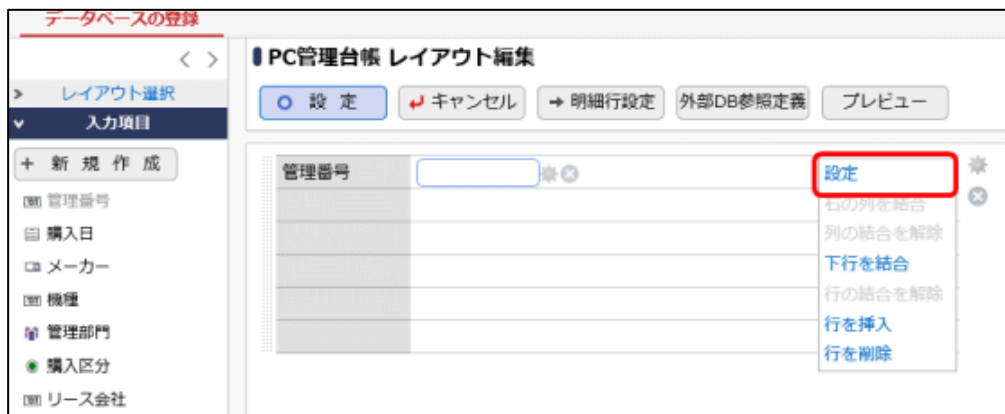 データベースの登録
< >
> レイアウト選択
v 入力項目
+ 新規作成
管理番号
購入日
メーカー
機種
管理部門
購入区分
リース会社
PC管理台帳 レイアウト編集
設定 キャンセル → 明細行設定 外部DB参照定義 プレビュー
管理番号
設定
右の列を結合
列の結合を解除
下行を結合
行の結合を解除
行を挿入
行を削除